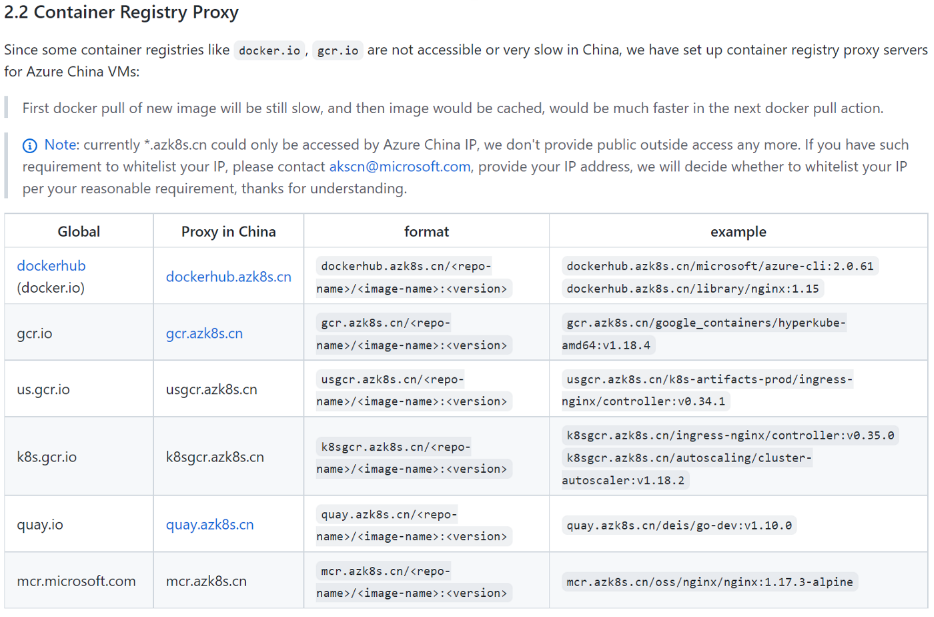 2.2 Container Registry Proxy
Since some container registries like docker.io, gcr.io are not accessible or very slow in China, we have set up container registry proxy servers
for Azure China VMs:
First docker pull of new image will be still slow, and then image would be cached, would be much faster in the next docker pull action.
Note: currently *.azk8s.cn could only be accessed by Azure China IP, we don't provide public outside access any more. If you have such
requirement to whitelist your IP, please contact akscn@microsoft.com, provide your IP address, we will decide whether to whitelist your IP
per your reasonable requirement, thanks for understanding.
Global Proxy in China format example
dockerhub
(docker.io)
dockerhub.azk8s.cn
dockerhub.azk8s.cn/<repo-
name>/<image-name>:<version>
dockerhub.azk8s.cn/microsoft/azure-cli:2.0.61
dockerhub.azk8s.cn/library/nginx:1.15
gcr.io
gcr.azk8s.cn
gcr.azk8s.cn/<repo-
name>/<image-name>:<version>
gcr.azk8s.cn/google_containers/hyperkube-
amd64:v1.18.4
us.gcr.io
usgcr.azk8s.cn
usgcr.azk8s.cn/<repo-
name>/<image-name>:<version>
usgcr.azk8s.cn/k8s-artifacts-prod/ingress-
nginx/controller:v0.34.1
k8s.gcr.io
k8sgcr.azk8s.cn
k8sgcr.azk8s.cn/<repo-
name>/<image-name>:<version>
k8sgcr.azk8s.cn/ingress-nginx/controller:v0.35.0
k8sgcr.azk8s.cn/autoscaling/cluster-
autoscaler:v1.18.2
quay.io
quay.azk8s.cn
quay.azk8s.cn/<repo-
name>/<image-name>:<version>
quay.azk8s.cn/deis/go-dev:v1.10.0
mcr.microsoft.com
mcr.azk8s.cn
mcr.azk8s.cn/<repo-
name>/<image-name>:<version>
mcr.azk8s.cn/oss/nginx/nginx:1.17.3-alpine